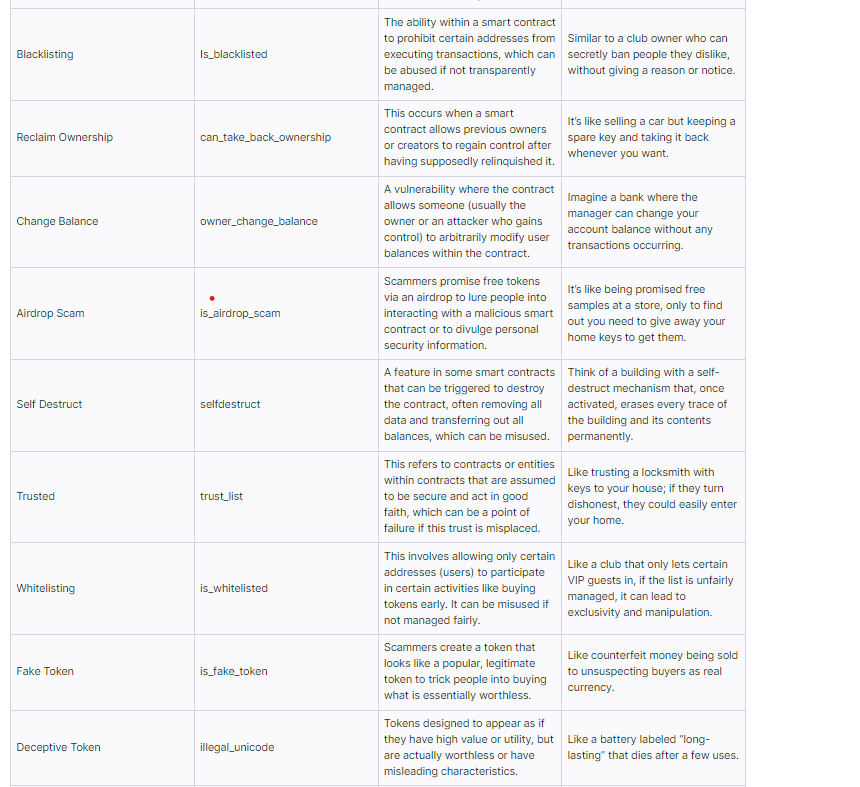 Blacklisting
Is_blacklisted
The ability within a smart contract
to prohibit certain addresses from
executing transactions, which can
be abused if not transparently
managed.
Similar to a club owner who can
secretly ban people they dislike,
without giving a reason or notice.
Reclaim Ownership
can_take_back_ownership
This occurs when a smart
contract allows previous owners
or creators to regain control after
having supposedly relinquished it.
It's like selling a car but keeping a
spare key and taking it back
whenever you want.
Change Balance
owner_change_balance
A vulnerability where the contract
allows someone (usually the
owner or an attacker who gains
control) to arbitrarily modify user
balances within the contract.
Imagine a bank where the
manager can change your
account balance without any
transactions occurring.
Airdrop Scam
is_airdrop_scam
Scammers promise free tokens
via an airdrop to lure people into
interacting with a malicious smart
contract or to divulge personal
security information.
It's like being promised free
samples at a store, only to find
out you need to give away your
home keys to get them.
Self Destruct
selfdestruct
A feature in some smart contracts
that can be triggered to destroy
the contract, often removing all
data and transferring out all
balances, which can be misused.
Think of a building with a self-
destruct mechanism that, once
activated, erases every trace of
the building and its contents
permanently.
Trusted
trust_list
This refers to contracts or entities
within contracts that are assumed
to be secure and act in good
faith, which can be a point of
failure if this trust is misplaced.
Like trusting a locksmith with
keys to your house; if they turn
dishonest, they could easily enter
your home.
Whitelisting
is_whitelisted
This involves allowing only certain
addresses (users) to participate
in certain activities like buying
tokens early. It can be misused if
not managed fairly.
Like a club that only lets certain
VIP guests in, if the list is unfairly
managed, it can lead to
exclusivity and manipulation.
Fake Token
is_fake_token
Scammers create a token that
looks like a popular, legitimate
token to trick people into buying
what is essentially worthless.
Like counterfeit money being sold
to unsuspecting buyers as real
currency.
Deceptive Token
illegal_unicode
Tokens designed to appear as if
they have high value or utility, but
are actually worthless or have
misleading characteristics.
Like a battery labeled "long-
lasting" that dies after a few uses.